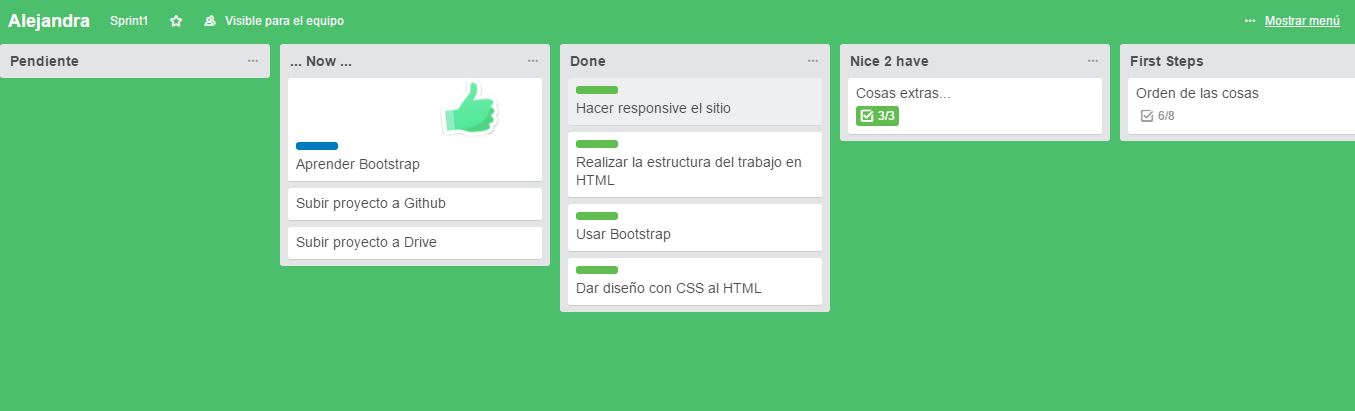 Alejandra Sprint1 Visible para el equipo ... Mostrar menú
Pendiente ...
... Now ... ...
Aprender Bootstrap
Subir proyecto a Github
Subir proyecto a Drive
Done ...
Hacer responsive el sitio
Realizar la estructura del trabajo en
HTML
Usar Bootstrap
Dar diseño con CSS al HTML
Nice 2 have ...
Cosas extras...
3/3
First Steps
Orden de las cosas
6/8